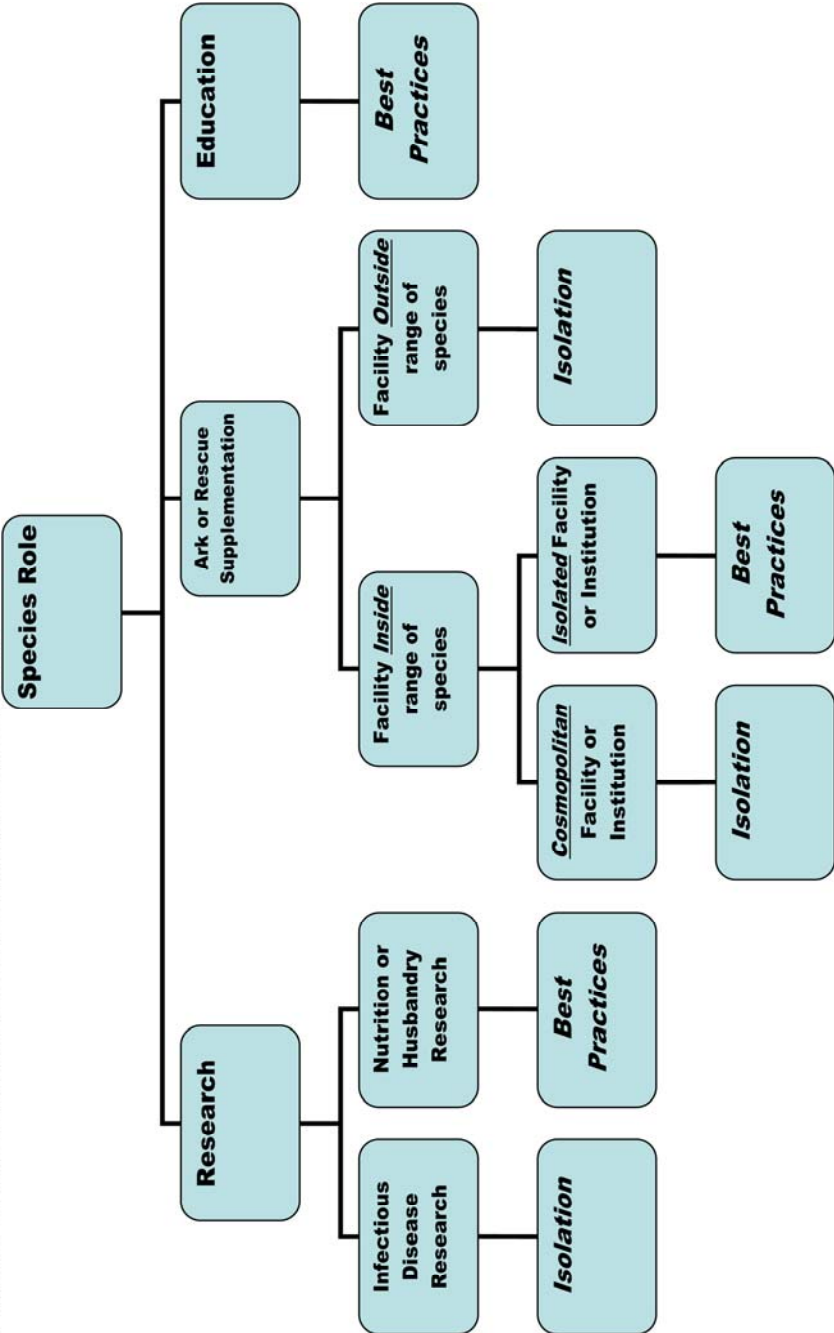 Species Role
Research
Ark or Rescue
Supplementation
Education
Infectious
Disease
Research
Nutrition or
Husbandry
Research
Facility Inside
range of
species
Facility Outside
range of
species
Best
Practices
Isolation
Best
Practices
Cosmopolitan
Facility or
Institution
Isolated Facility
or Institution
Isolation
Isolation
Best
Practices